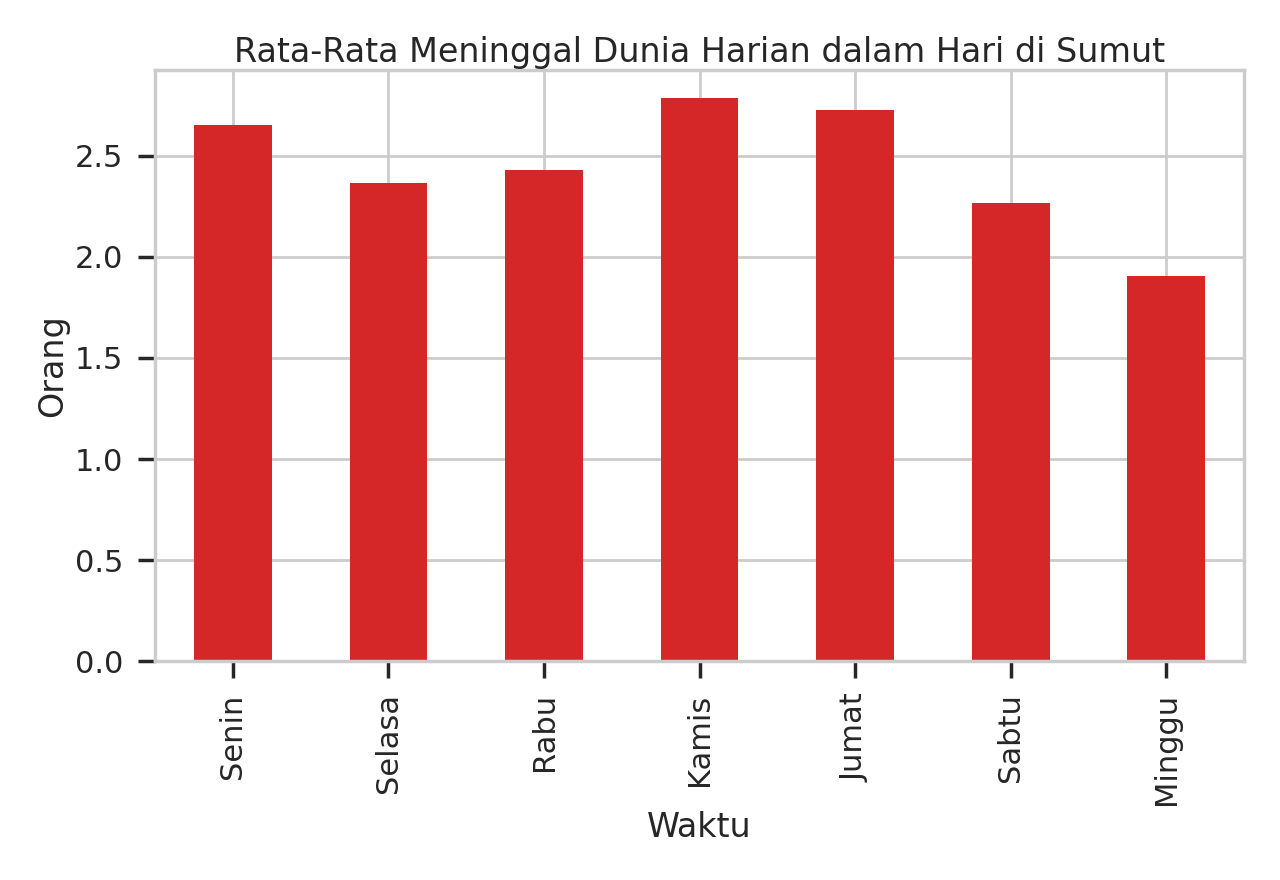 Rata-Rata Meninggal Dunia Harian dalam Hari di Sumut
Orang
2.5
2.0
1.5
1.0
0.5
0.0
Senin
Selasa
Rabu
Kamis
Jumat
Sabtu
Minggu
Waktu